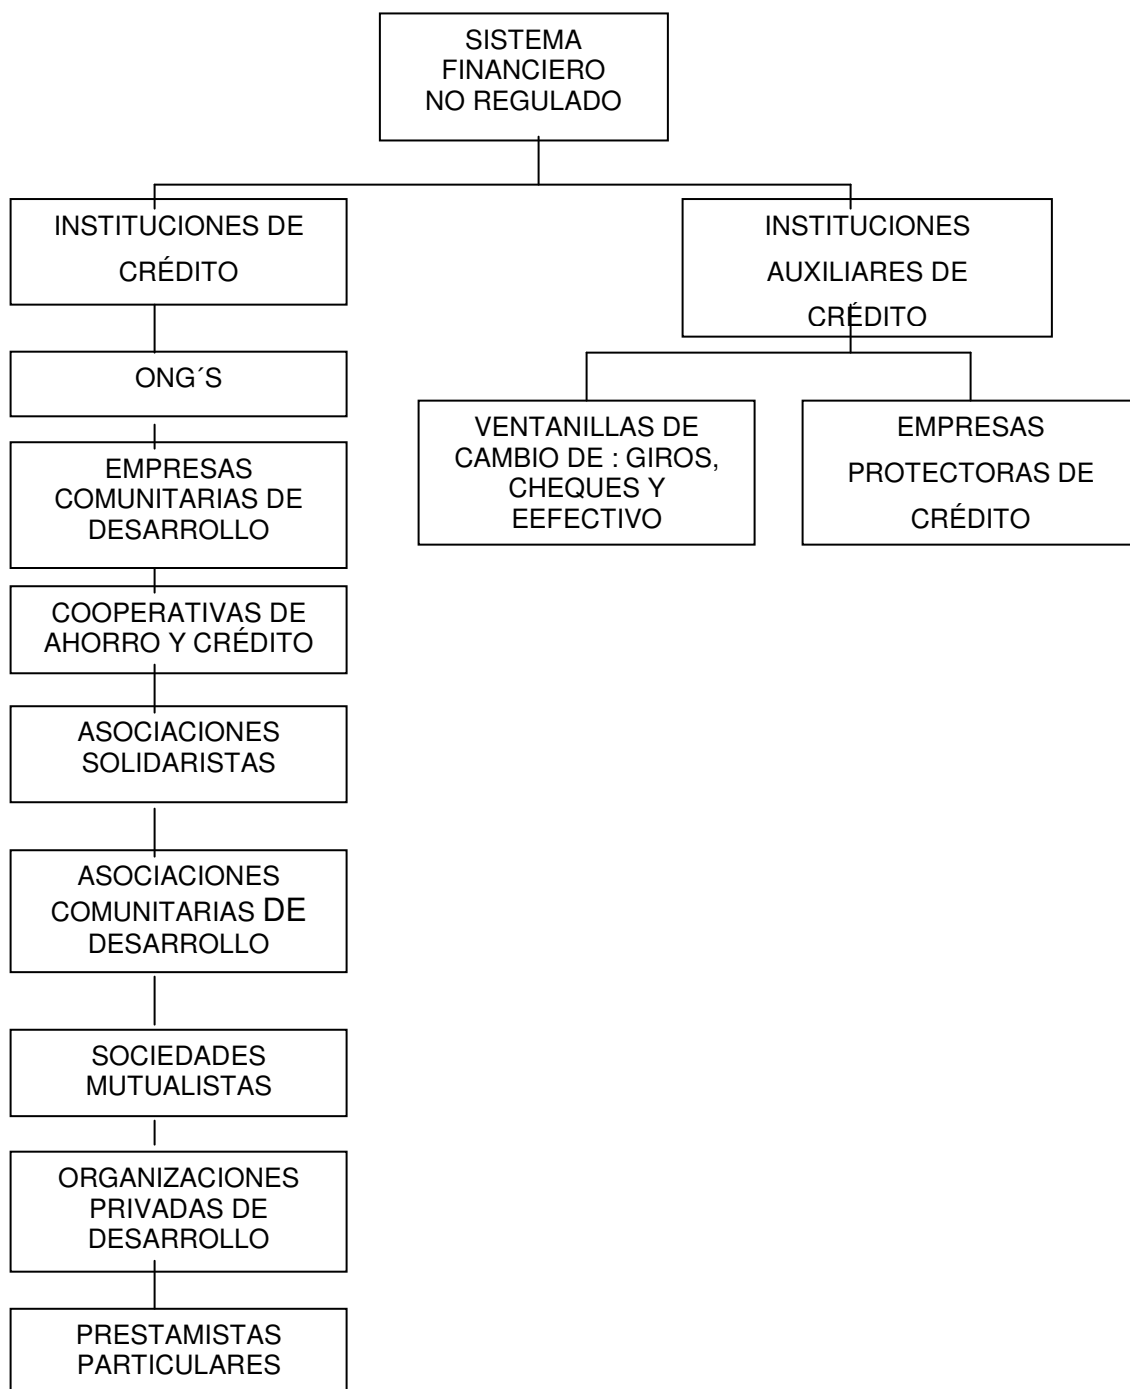 SISTEMA
FINANCIERO
NO REGULADO
INSTITUCIONES DE
CRÉDITO
INSTITUCIONES
AUXILIARES DE
CRÉDITO
ONG´S
VENTANILLAS DE
CAMBIO DE : GIROS,
CHEQUES Y
EEFECTIVO
EMPRESAS
PROTECTORAS DE
CRÉDITO
EMPRESAS
COMUNITARIAS DE
DESARROLLO
COOPERATIVAS DE
AHORRO Y CRÉDITO
ASOCIACIONES
SOLIDARISTAS
ASOCIACIONES
COMUNITARIAS DE
DESARROLLO
SOCIEDADES
MUTUALISTAS
ORGANIZACIONES
PRIVADAS DE
DESARROLLO
PRESTAMISTAS
PARTICULARES